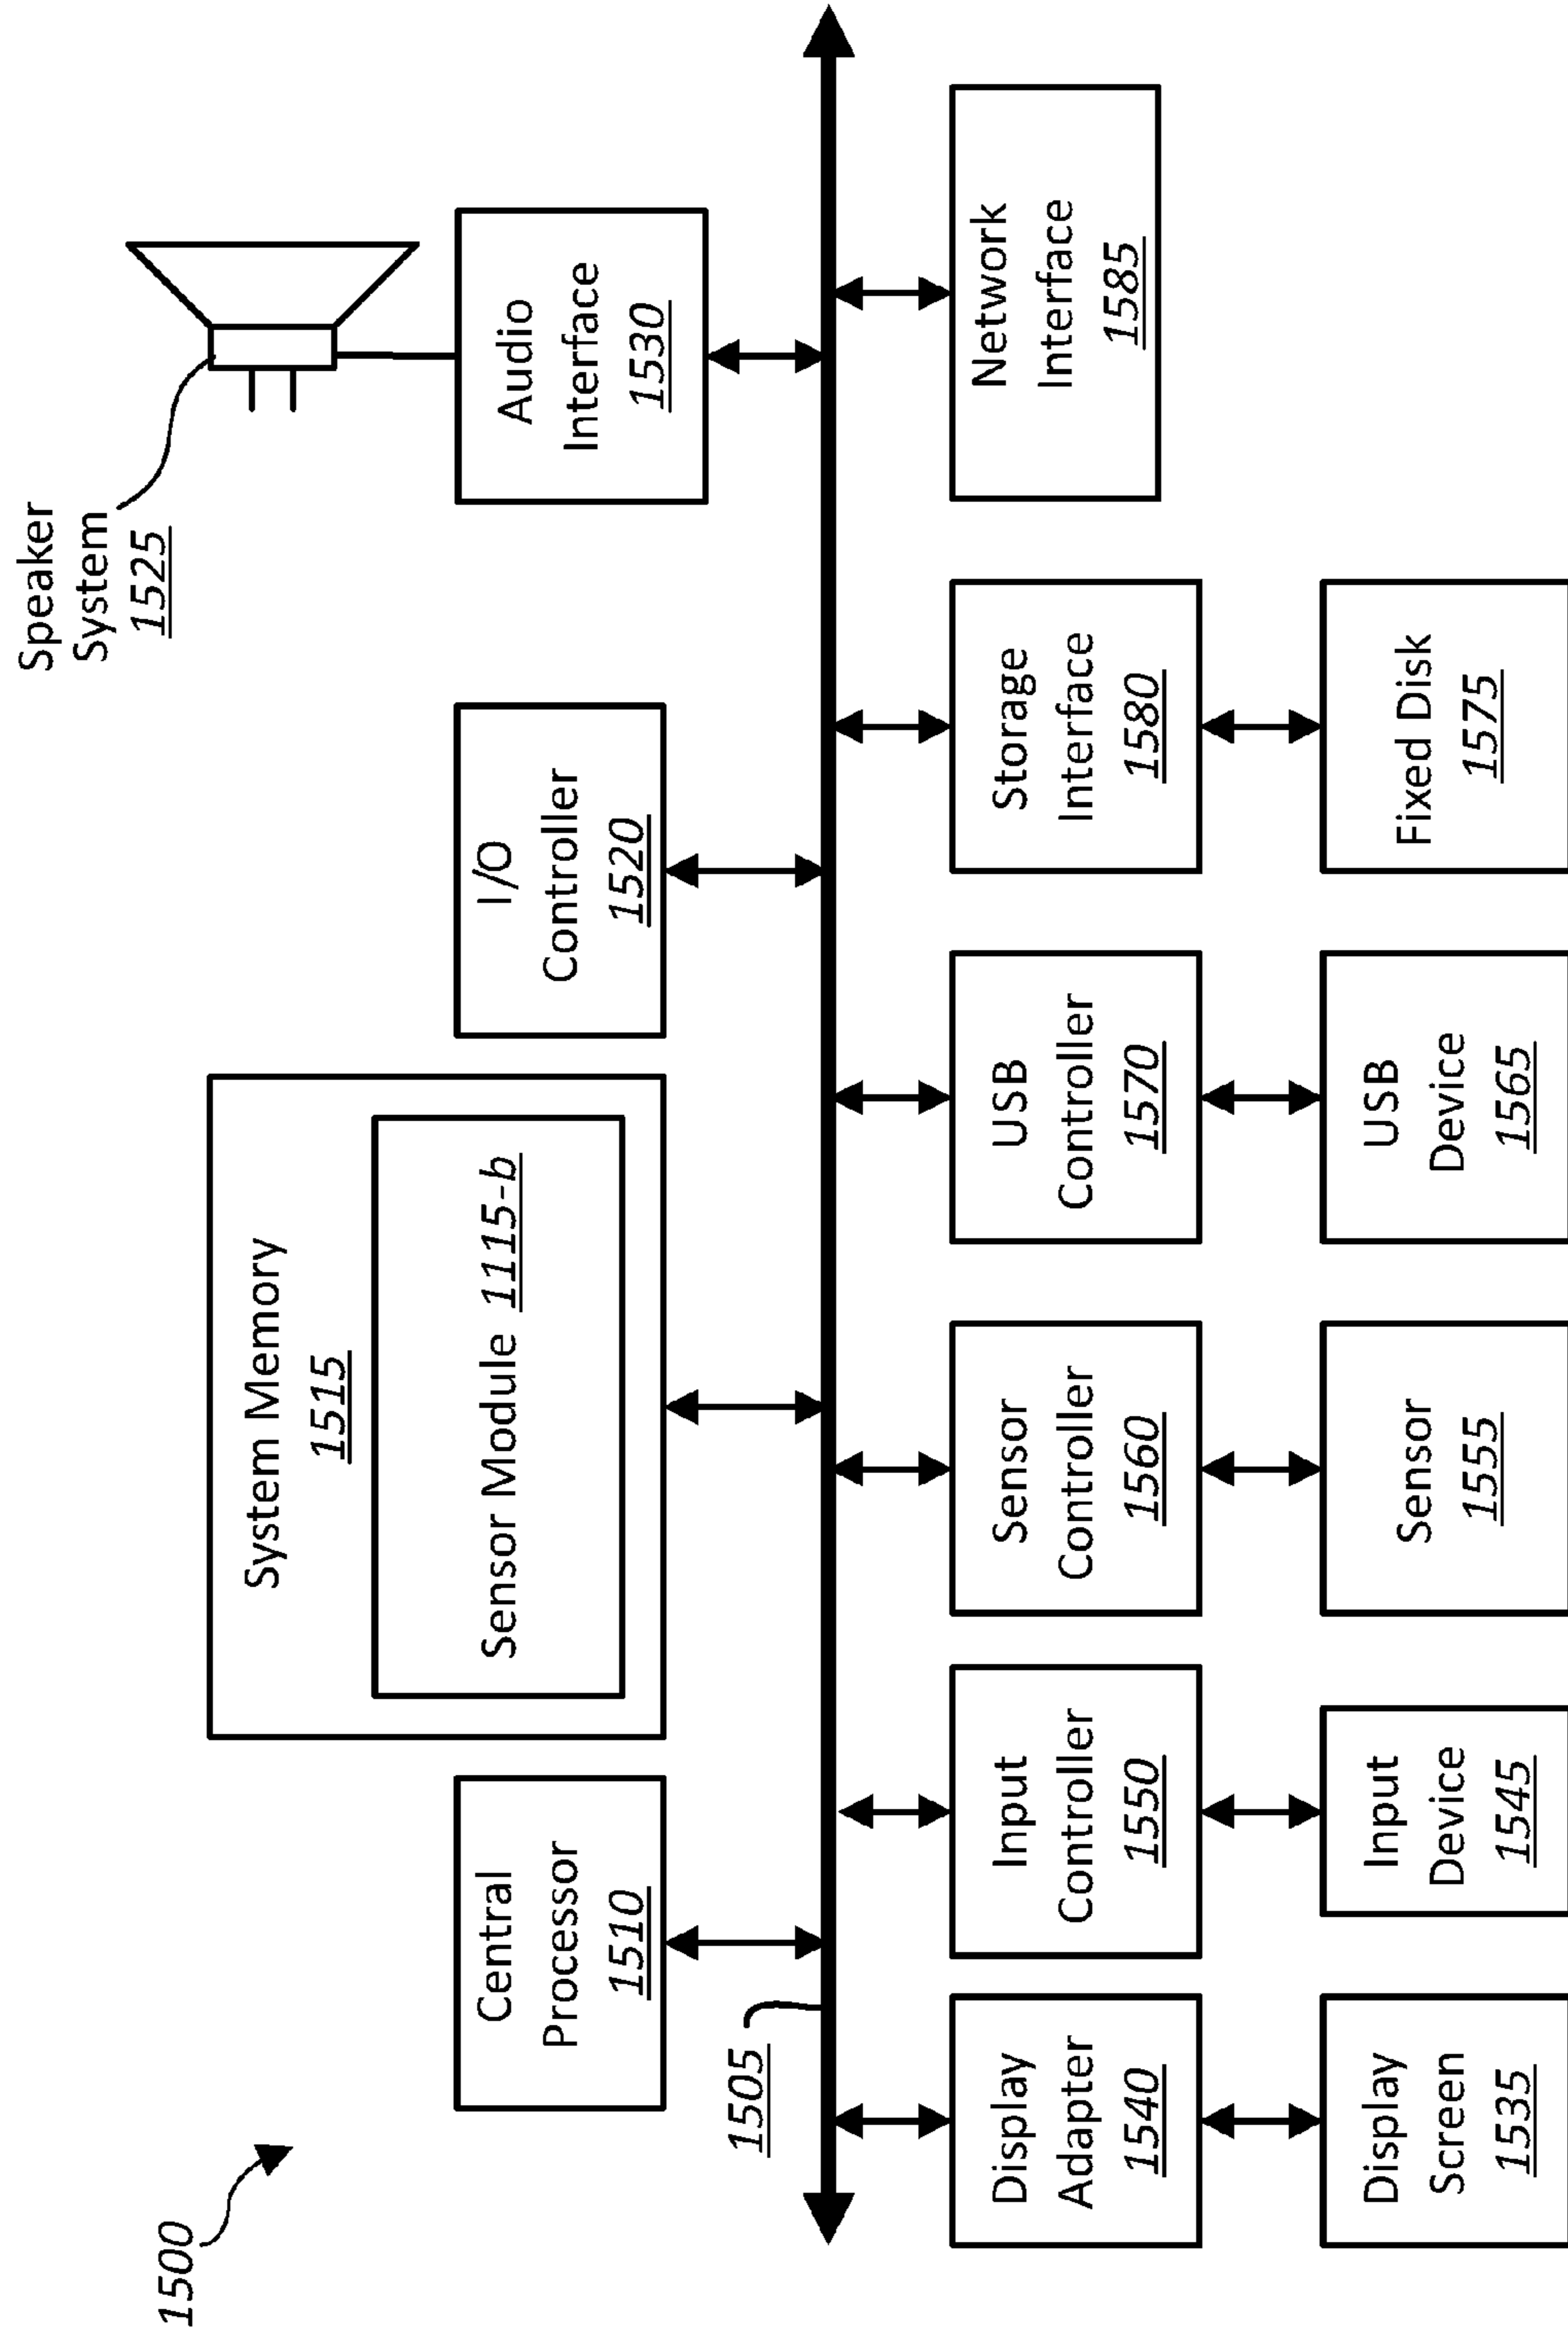 1500
Speaker
System
1525
System Memory
1515
Sensor Module 1115-b
Central
Processor
1510
I/O
Controller
1520
Audio
Interface
1530
1505
Display
Adapter
1540
Input
Controller
1550
Sensor
Controller
1560
USB
Controller
1570
Storage
Interface
1580
Network
Interface
1585
Display
Screen
1535
Input
Device
1545
Sensor
1555
USB
Device
1565
Fixed Disk
1575